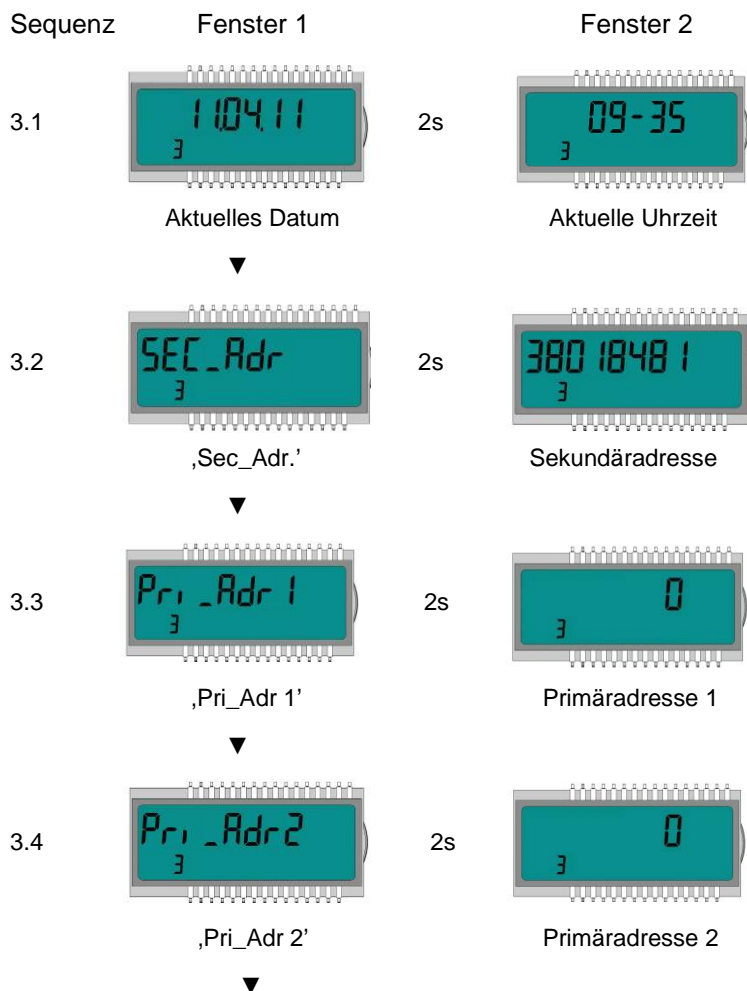 Sequenz Fenster 1 Fenster 2
11.04.11 09-35
3.1 2s
3 3
Aktuelles Datum Aktuelle Uhrzeit
▼
SEC_Adr 38018481
3.2 2s
3 3
‚Sec_Adr.’ Sekundäradresse
▼
Pri_Adr 1 0
3.3 2s
3 3
‚Pri_Adr 1’ Primäradresse 1
▼
Pri_Adr2 0
3.4 2s
3 3
‚Pri_Adr 2’ Primäradresse 2
▼